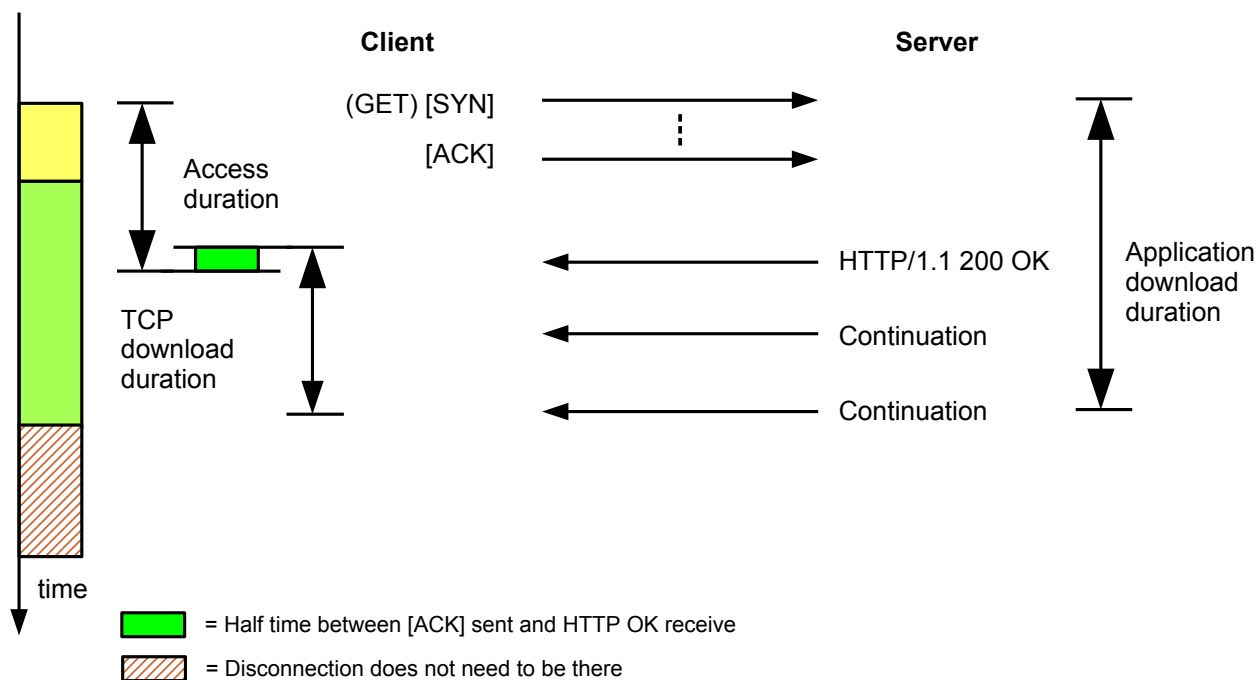 Client
Server
(GET) [SYN]
[ACK]
Access
duration
HTTP/1.1 200 OK
Application
download
duration
TCP
download
duration
Continuation
Continuation
time
= Half time between [ACK] sent and HTTP OK receive
= Disconnection does not need to be there